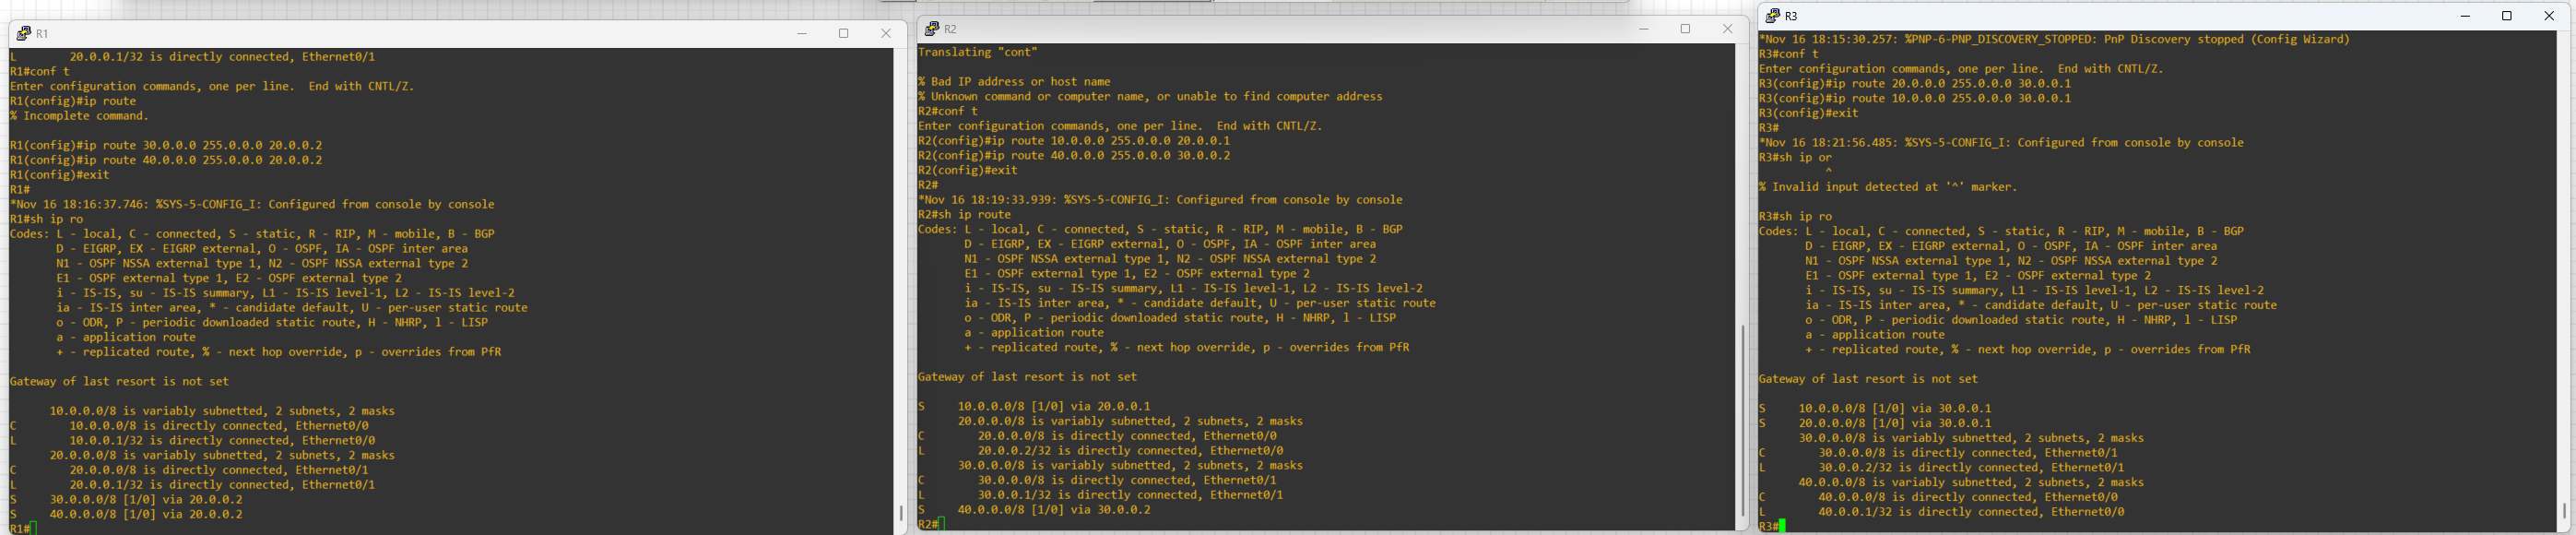 R1
L        20.0.0.1/32 is directly connected, Ethernet0/1
R1#conf t
Enter configuration commands, one per line.  End with CNTL/Z.
R1(config)#ip route
% Incomplete command.
R1(config)#ip route 30.0.0.0 255.0.0.0 20.0.0.2
R1(config)#ip route 40.0.0.0 255.0.0.0 20.0.0.2
R1(config)#exit
R1#
*Nov 16 18:16:37.746: %SYS-5-CONFIG_I: Configured from console by console
R1#sh ip ro
Codes: L - local, C - connected, S - static, R - RIP, M - mobile, B - BGP
       D - EIGRP, EX - EIGRP external, O - OSPF, IA - OSPF inter area
       N1 - OSPF NSSA external type 1, N2 - OSPF NSSA external type 2
       E1 - OSPF external type 1, E2 - OSPF external type 2
       i - IS-IS, su - IS-IS summary, L1 - IS-IS level-1, L2 - IS-IS level-2
       ia - IS-IS inter area, * - candidate default, U - per-user static route
       o - ODR, P - periodic downloaded static route, H - NHRP, l - LISP
       a - application route
       + - replicated route, % - next hop override, p - overrides from PfR
Gateway of last resort is not set
      10.0.0.0/8 is variably subnetted, 2 subnets, 2 masks
C        10.0.0.0/8 is directly connected, Ethernet0/0
L        10.0.0.1/32 is directly connected, Ethernet0/0
      20.0.0.0/8 is variably subnetted, 2 subnets, 2 masks
C        20.0.0.0/8 is directly connected, Ethernet0/1
L        20.0.0.1/32 is directly connected, Ethernet0/1
S     30.0.0.0/8 [1/0] via 20.0.0.2
S     40.0.0.0/8 [1/0] via 20.0.0.2
R1#
R2
Translating "cont"
% Bad IP address or host name
% Unknown command or computer name, or unable to find computer address
R2#conf t
Enter configuration commands, one per line.  End with CNTL/Z.
R2(config)#ip route 10.0.0.0 255.0.0.0 20.0.0.1
R2(config)#ip route 40.0.0.0 255.0.0.0 30.0.0.2
R2(config)#exit
R2#
*Nov 16 18:19:33.939: %SYS-5-CONFIG_I: Configured from console by console
R2#sh ip route
Codes: L - local, C - connected, S - static, R - RIP, M - mobile, B - BGP
       D - EIGRP, EX - EIGRP external, O - OSPF, IA - OSPF inter area
       N1 - OSPF NSSA external type 1, N2 - OSPF NSSA external type 2
       E1 - OSPF external type 1, E2 - OSPF external type 2
       i - IS-IS, su - IS-IS summary, L1 - IS-IS level-1, L2 - IS-IS level-2
       ia - IS-IS inter area, * - candidate default, U - per-user static route
       o - ODR, P - periodic downloaded static route, H - NHRP, l - LISP
       a - application route
       + - replicated route, % - next hop override, p - overrides from PfR
Gateway of last resort is not set
S     10.0.0.0/8 [1/0] via 20.0.0.1
      20.0.0.0/8 is variably subnetted, 2 subnets, 2 masks
C        20.0.0.0/8 is directly connected, Ethernet0/0
L        20.0.0.2/32 is directly connected, Ethernet0/0
      30.0.0.0/8 is variably subnetted, 2 subnets, 2 masks
C        30.0.0.0/8 is directly connected, Ethernet0/1
L        30.0.0.1/32 is directly connected, Ethernet0/1
S     40.0.0.0/8 [1/0] via 30.0.0.2
R2#
R3
*Nov 16 18:15:30.257: %PNP-6-PNP_DISCOVERY_STOPPED: PnP Discovery stopped (Config Wizard)
R3#conf t
Enter configuration commands, one per line.  End with CNTL/Z.
R3(config)#ip route 20.0.0.0 255.0.0.0 30.0.0.1
R3(config)#ip route 10.0.0.0 255.0.0.0 30.0.0.1
R3(config)#exit
R3#
*Nov 16 18:21:56.485: %SYS-5-CONFIG_I: Configured from console by console
R3#sh ip or
          ^
% Invalid input detected at '^' marker.
R3#sh ip ro
Codes: L - local, C - connected, S - static, R - RIP, M - mobile, B - BGP
       D - EIGRP, EX - EIGRP external, O - OSPF, IA - OSPF inter area
       N1 - OSPF NSSA external type 1, N2 - OSPF NSSA external type 2
       E1 - OSPF external type 1, E2 - OSPF external type 2
       i - IS-IS, su - IS-IS summary, L1 - IS-IS level-1, L2 - IS-IS level-2
       ia - IS-IS inter area, * - candidate default, U - per-user static route
       o - ODR, P - periodic downloaded static route, H - NHRP, l - LISP
       a - application route
       + - replicated route, % - next hop override, p - overrides from PfR
Gateway of last resort is not set
S     10.0.0.0/8 [1/0] via 30.0.0.1
S     20.0.0.0/8 [1/0] via 30.0.0.1
      30.0.0.0/8 is variably subnetted, 2 subnets, 2 masks
C        30.0.0.0/8 is directly connected, Ethernet0/1
L        30.0.0.2/32 is directly connected, Ethernet0/1
      40.0.0.0/8 is variably subnetted, 2 subnets, 2 masks
C        40.0.0.0/8 is directly connected, Ethernet0/0
L        40.0.0.1/32 is directly connected, Ethernet0/0
R3#